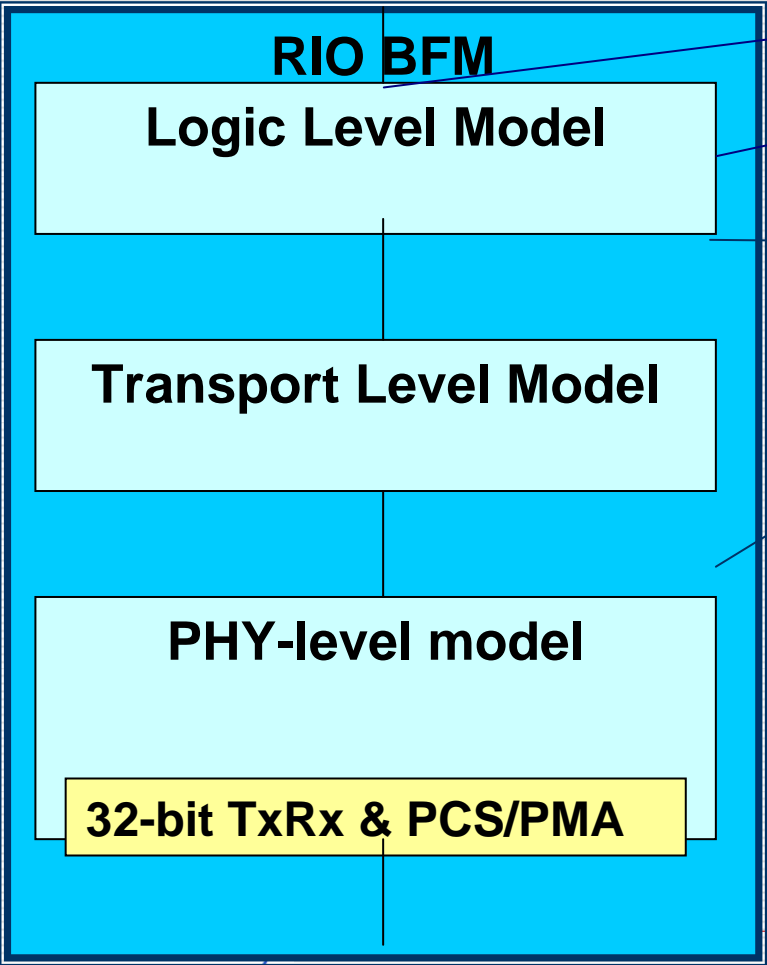 RIO BFM
Logic Level Model
Transport Level Model
PHY-level model
32-bit TxRx & PCS/PMA